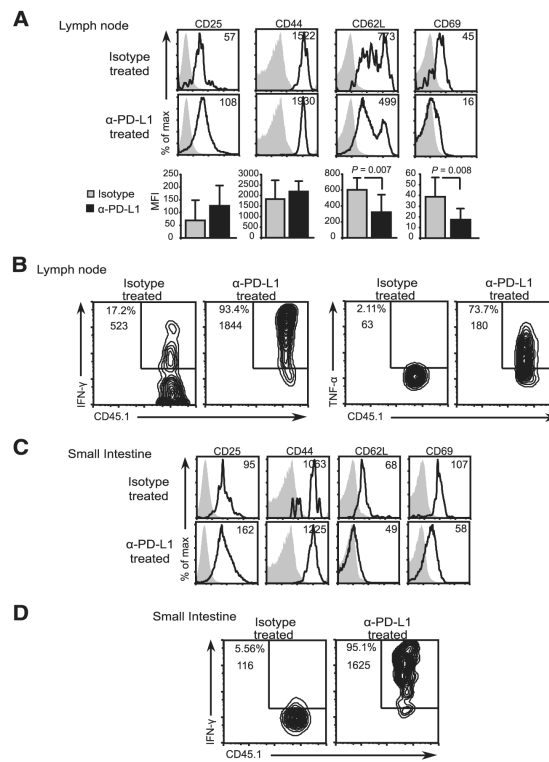 A
Lymph node
CD25 CD44 CD62L CD69
Isotype
treated
57 1522 773 45
α-PD-L1
treated
108 1930 499 16
% of max
Isotype
α-PD-L1
MFI
250
200
150
100
50
0
3000
2500
2000
1500
1000
500
0
800
600
400
200
0
P = 0.007
60
50
40
30
20
10
0
P = 0.008
B
Lymph node
Isotype
treated
α-PD-L1
treated
Isotype
treated
α-PD-L1
treated
17.2%
523
93.4%
1844
2.11%
63
73.7%
180
IFN-γ
TNF-α
CD45.1
CD45.1
C
Small Intestine
CD25 CD44 CD62L CD69
Isotype
treated
95 1063 68 107
α-PD-L1
treated
162 1225 49 58
% of max
D
Small Intestine
Isotype
treated
α-PD-L1
treated
5.56%
116
95.1%
1625
IFN-γ
CD45.1